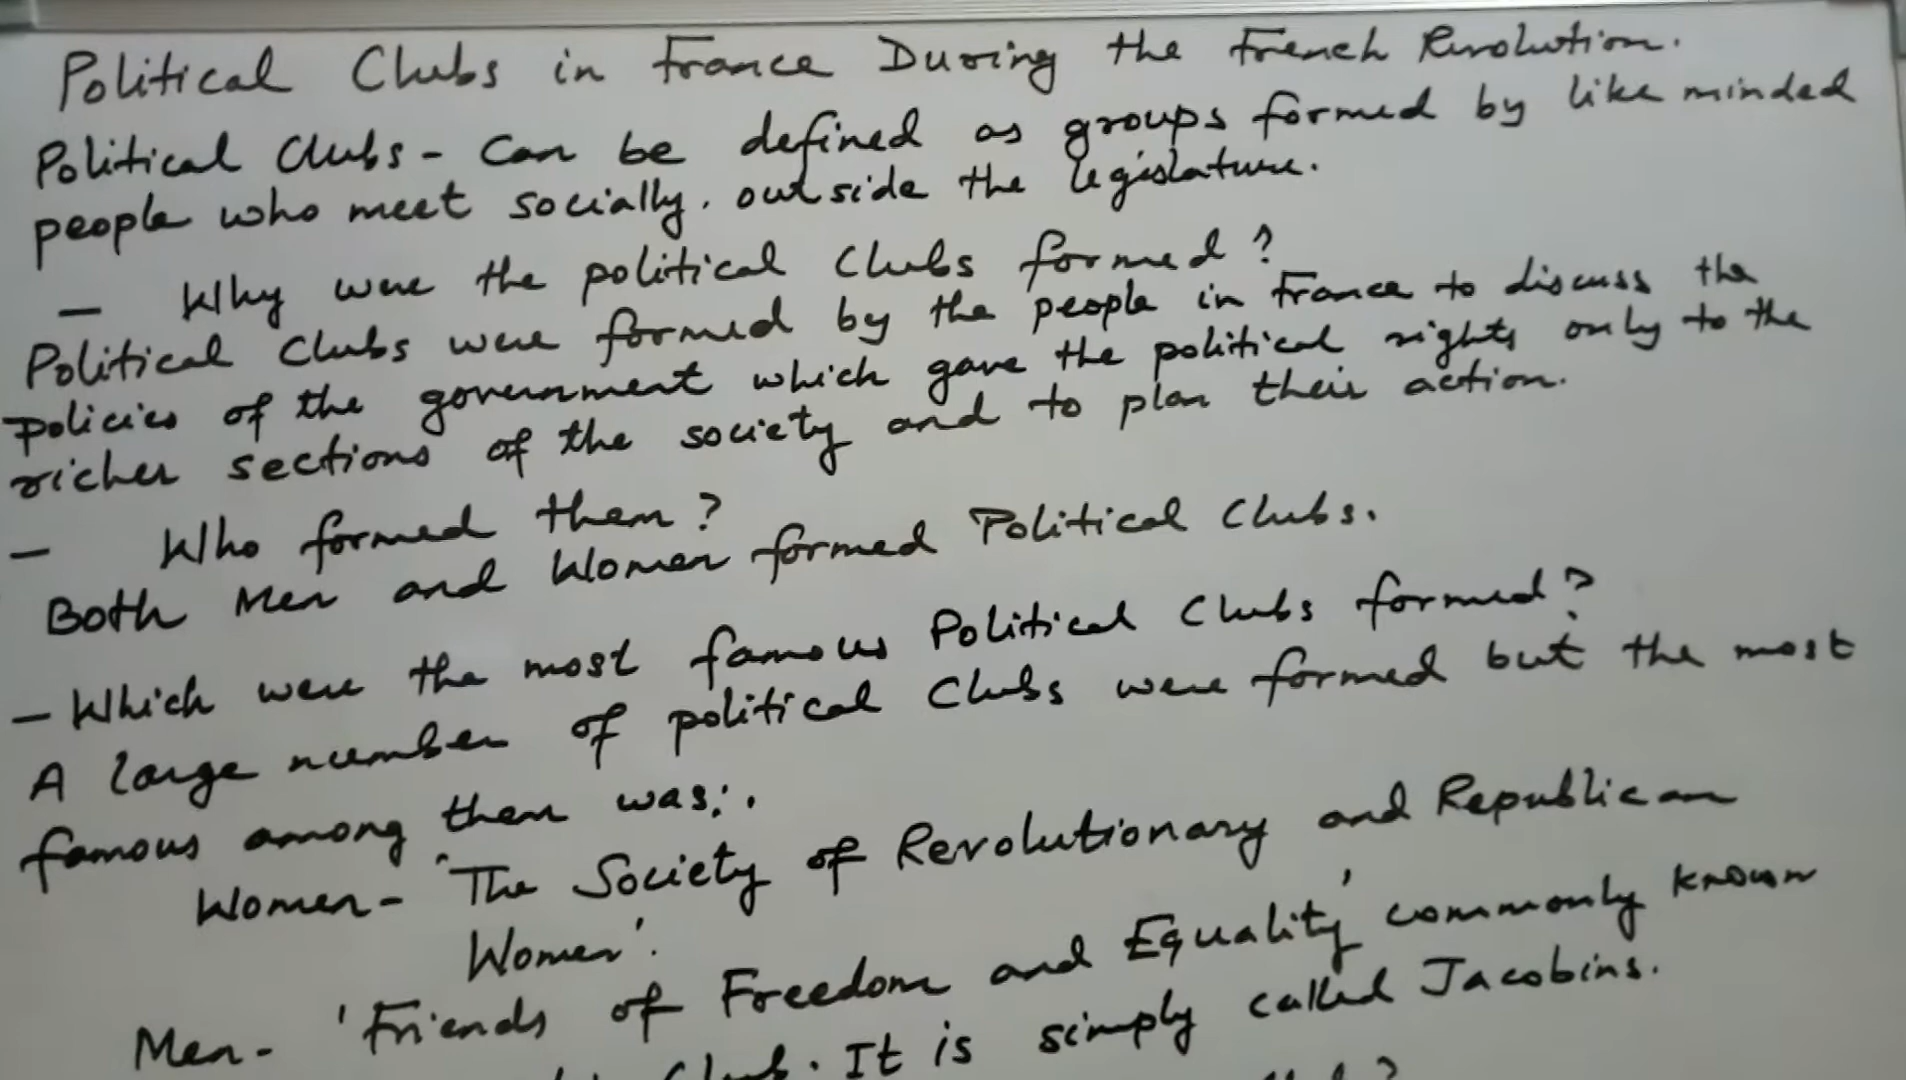 Political Clubs in France During the French Revolution.
Political Clubs - Can be defined as groups formed by like minded
people who meet socially. outside the legislature.
- Why were the political Clubs formed?
Political Clubs were formed by the people in France to discuss the
policies of the government which gave the political rights only to the
richer sections of the society and to plan their action.
- Who formed them?
Both Men and Women formed Political Clubs.
- Which were the most famous Political Clubs formed?
A large number of political Clubs were formed but the most
famous among them was:.
Women - 'The Society of Revolutionary and Republican
Women'.
Men - 'Friends of Freedom and Equality' commonly known
Club. It is simply called Jacobins.